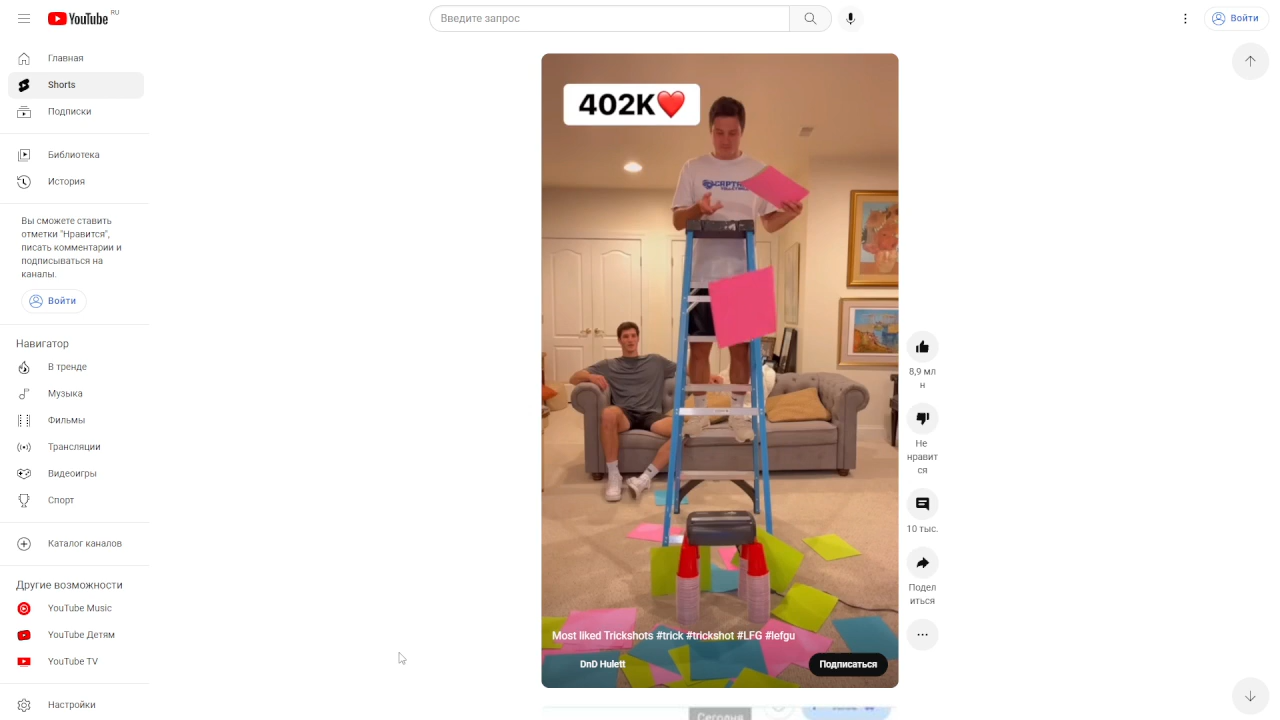 YouTube RU
Введите запрос
Войти
Главная
Shorts
Подписки
Библиотека
История
Вы сможете ставить
отметки "Нравится",
писать комментарии и
подписываться на
каналы.
Войти
Навигатор
В тренде
Музыка
Фильмы
Трансляции
Видеоигры
Спорт
Каталог каналов
Другие возможности
YouTube Music
YouTube Детям
YouTube TV
Настройки
402K❤️
Most liked Trickshots #trick #trickshot #LFG #lefgu
DnD Hulett
Подписаться
8,9 мл
н
Не
нравит
ся
10 тыс.
Подел
иться
Сегодня